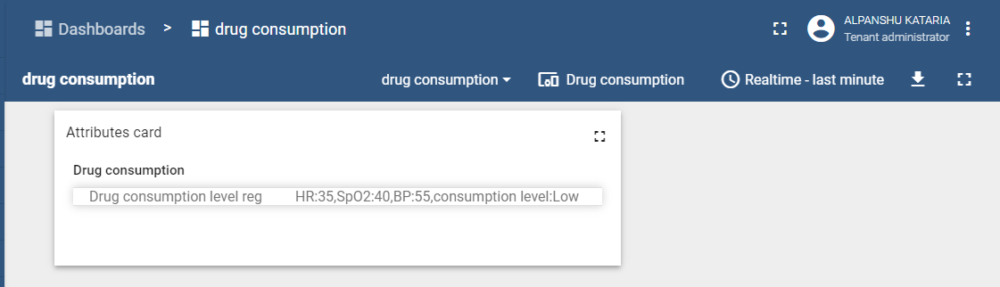 Dashboards > drug consumption
ALPANSHU KATARIA
Tenant administrator
drug consumption
drug consumption
Drug consumption
Realtime - last minute
Attributes card
Drug consumption
Drug consumption level reg HR:35,SpO2:40,BP:55,consumption level:Low